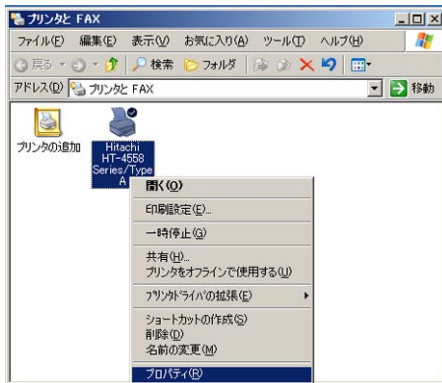 プリンタと FAX
ファイル(F) 編集(E) 表示(V) お気に入り(A) ツール(T) ヘルプ(H)
戻る 検索 フォルダ
アドレス(D) プリンタと FAX 移動
プリンタの追加
Hitachi
HT-4558
Series/Type
A
開く(O)
印刷設定(E)...
一時停止(G)
共有(H)...
プリンタをオフラインで使用する(U)
プリンタドライバの拡張(E)
ショートカットの作成(S)
削除(D)
名前の変更(M)
プロパティ(R)